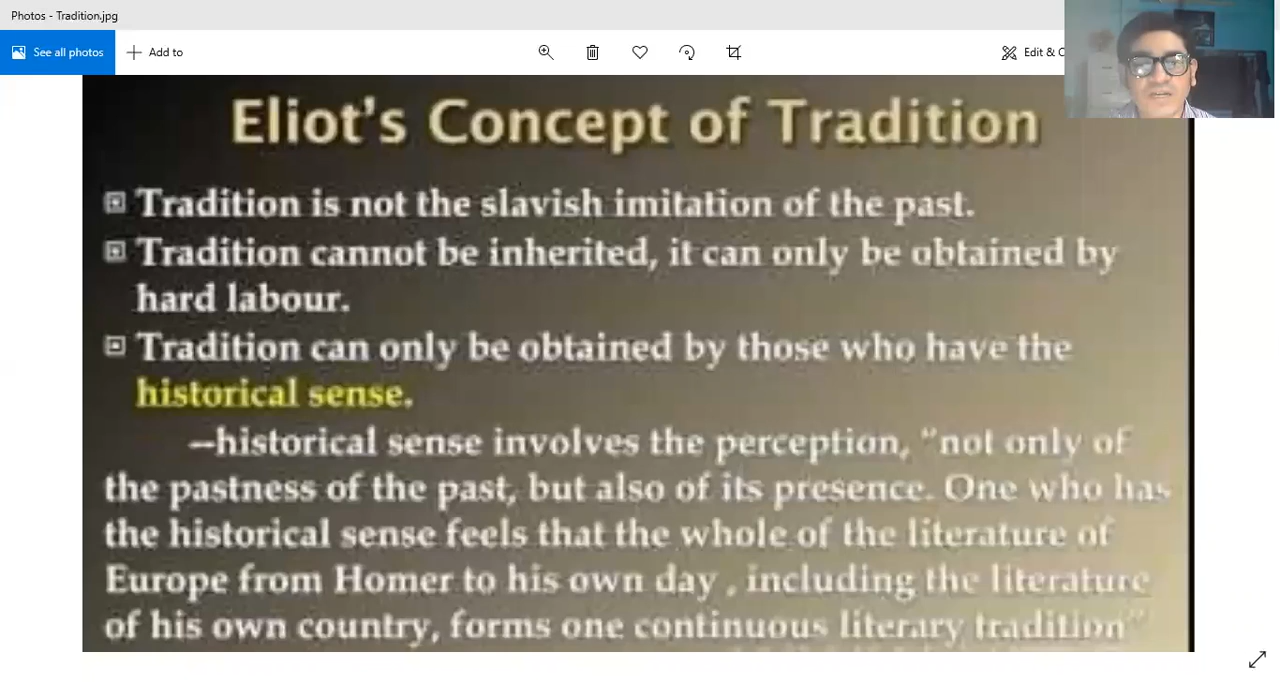 Photos - Tradition.jpg
See all photos
Add to
Edit & C
Eliot's Concept of Tradition
Tradition is not the slavish imitation of the past.
Tradition cannot be inherited, it can only be obtained by
hard labour.
Tradition can only be obtained by those who have the
historical sense.
—historical sense involves the perception, “not only of
the pastness of the past, but also of its presence. One who has
the historical sense feels that the whole of the literature of
Europe from Homer to his own day , including the literature
of his own country, forms one continuous literary tradition”